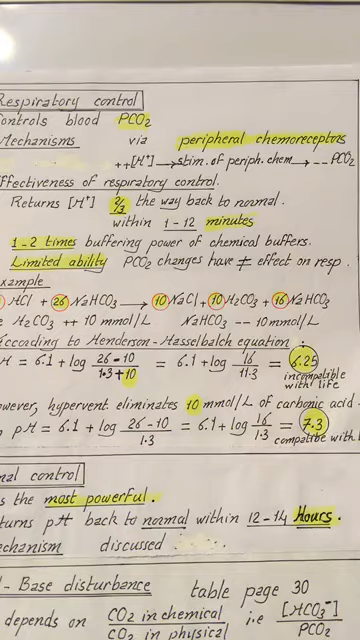 Respiratory control
Controls blood PCO2
Mechanisms via peripheral chemoreceptors
++[H+] → stim. of periph. chem → -- PCO2
Effectiveness of respiratory control.
Returns [H+] 2/3 the way back to normal.
within 1-12 minutes
1-2 times buffering power of chemical buffers.
Limited ability PCO2 changes have ∓ effect on resp.
Example
HCl + 26 NaHCO3 → 10 NaCl + 10 H2CO3 + 16 NaHCO3
H2CO3 ++ 10 mmol/L NaHCO3 -- 10 mmol/L
According to Henderson-Hasselbalch equation :
H = 6.1 + log 26-10/1.3+10 = 6.1 + log 16/11.3 = 6.25
incompatible with life
However, hypervent eliminates 10 mmol/L of carbonic acid
pH = 6.1 + log 26-10/1.3 = 6.1 + log 16/1.3 = 7.3
compatible with
nal control
is the most powerful.
turns pH back to normal within 12-14 Hours.
mechanism discussed
- Base disturbance table page 30
depends on CO2 in chemical/CO2 in physical i.e [HCO3-]/PCO2